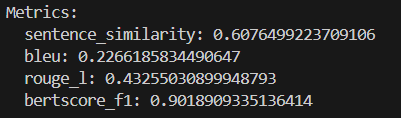 Metrics:
  sentence_similarity: 0.6076499223709106
  bleu: 0.2266185834490647
  rouge_l: 0.43255030899948793
  bertscore_f1: 0.9018909335136414